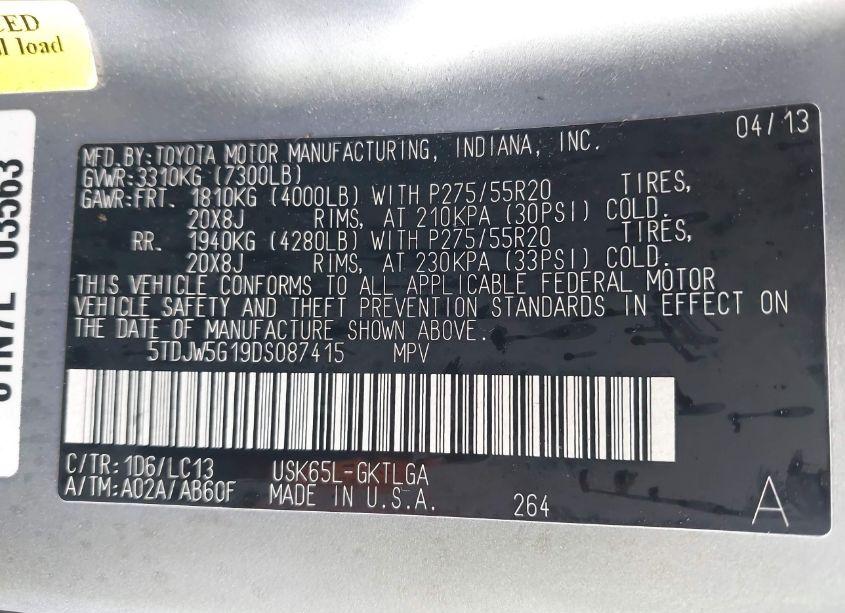 CED
l load
04/13
MFD.BY:TOYOTA MOTOR MANUFACTURING, INDIANA, INC.
GVWR:3310KG (7300LB)
GAWR:FRT. 1810KG (4000LB) WITH P275/55R20 TIRES,
20X8J RIMS, AT 210KPA (30PSI) COLD.
RR. 1940KG (4280LB) WITH P275/55R20 TIRES,
20X8J RIMS, AT 230KPA (33PSI) COLD.
THIS VEHICLE CONFORMS TO ALL APPLICABLE FEDERAL MOTOR
VEHICLE SAFETY AND THEFT PREVENTION STANDARDS IN EFFECT ON
THE DATE OF MANUFACTURE SHOWN ABOVE.
5TDJW5G19DS087415 MPV
C/TR: 1D6/LC13 USK65L-GKTLGA
A/TM: A02A/AB60F MADE IN U.S.A. 264 A